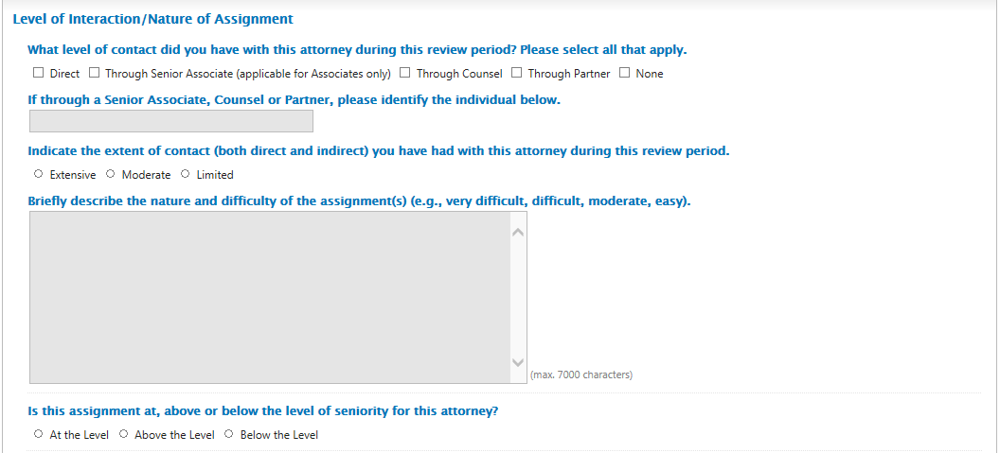 Level of Interaction/Nature of Assignment
What level of contact did you have with this attorney during this review period? Please select all that apply.
Direct Through Senior Associate (applicable for Associates only) Through Counsel Through Partner None
If through a Senior Associate, Counsel or Partner, please identify the individual below.
Indicate the extent of contact (both direct and indirect) you have had with this attorney during this review period.
Extensive Moderate Limited
Briefly describe the nature and difficulty of the assignment(s) (e.g., very difficult, difficult, moderate, easy).
(max. 7000 characters)
Is this assignment at, above or below the level of seniority for this attorney?
At the Level Above the Level Below the Level